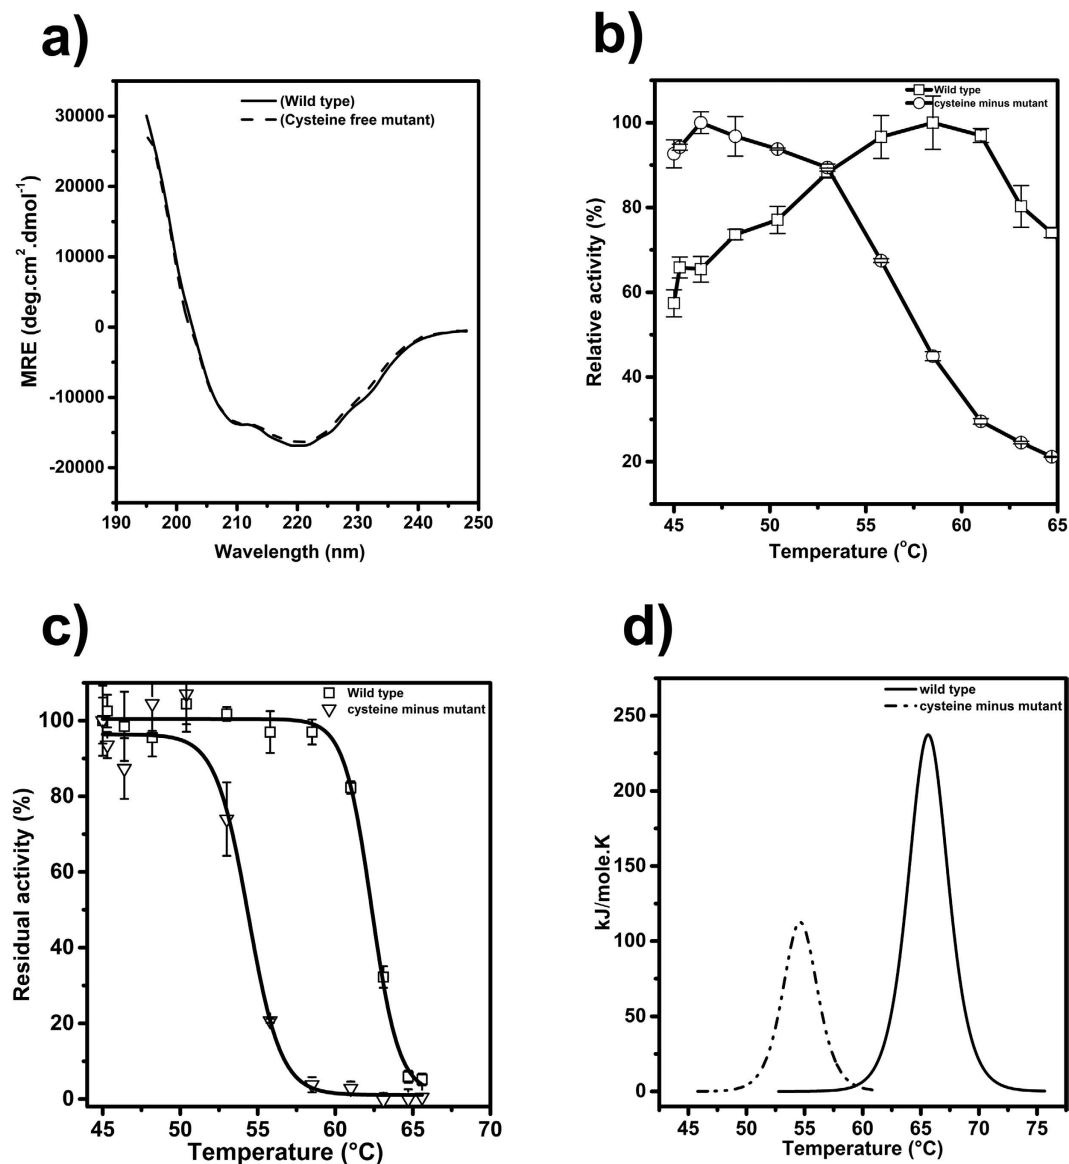 a)
(Wild type)
(Cysteine free mutant)
30000
20000
10000
0
-10000
-20000
MRE (deg.cm2.dmol-1)
190 200 210 220 230 240 250
Wavelength (nm)
b)
Wild type
cysteine minus mutant
100
80
60
40
20
Relative activity (%)
45 50 55 60 65
Temperature (oC)
c)
Wild type
cysteine minus mutant
100
80
60
40
20
0
Residual activity (%)
45 50 55 60 65 70
Temperature (°C)
d)
wild type
cysteine minus mutant
250
200
150
100
50
0
kJ/mole.K
45 50 55 60 65 70 75
Temperature (°C)